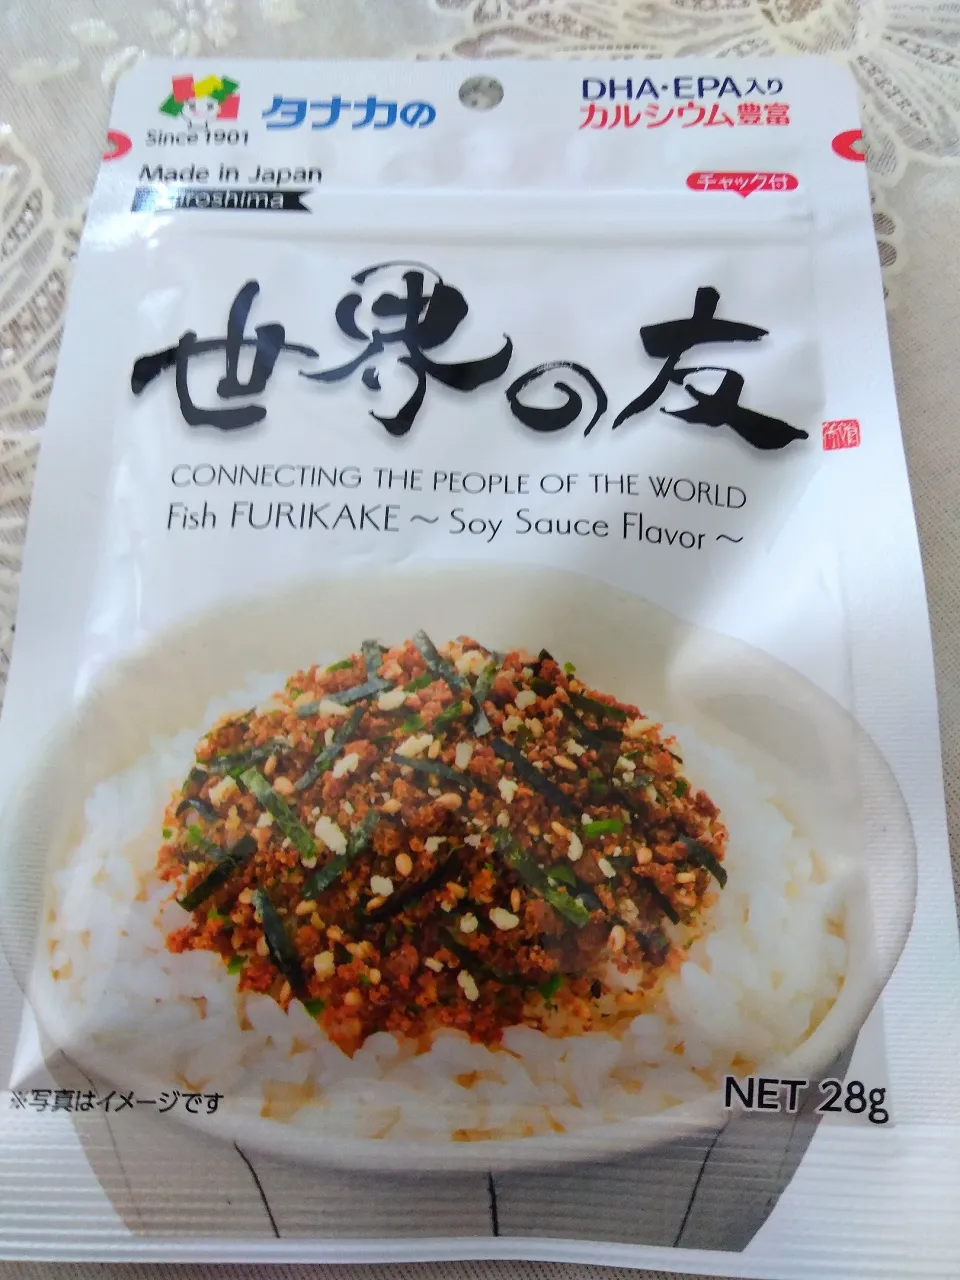 タナカの
DHA・EPA入り
カルシウム豊富
Since 1901
Made in Japan
Hiroshima
チャック付
世界の友
CONNECTING THE PEOPLE OF THE WORLD
Fish FURIKAKE ～ Soy Sauce Flavor ～
※写真はイメージです
NET 28g